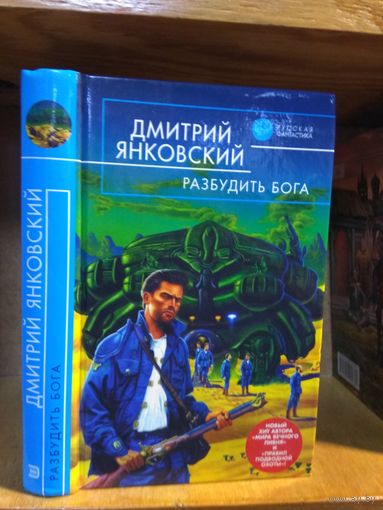 РУССКАЯ
ФАНТАСТИКА
ДМИТРИЙ
ЯНКОВСКИЙ
РАЗБУДИТЬ БОГА
НОВЫЙ
ХИТ АВТОРА
«МИРА ВЕЧНОГО
ЛИВНЯ»
И
«ПРАВИЛ
ПОДВОДНОЙ
ОХОТЫ»!
ДМИТРИЙ ЯНКОВСКИЙ
РАЗБУДИТЬ БОГА